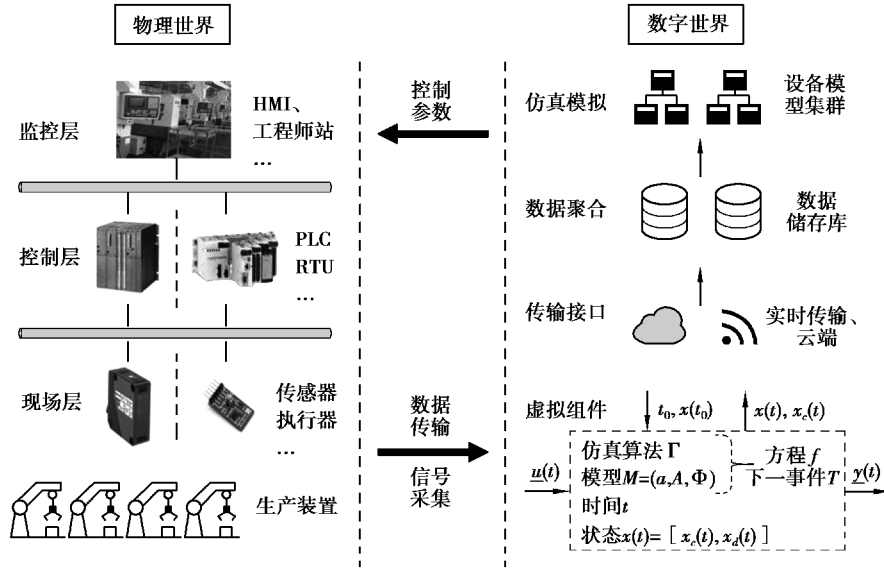 物理世界
监控层
HMI、
工程师站
…
控制层
PLC
RTU
…
现场层
传感器
执行器
…
生产装置
控制
参数
数据
传输
信号
采集
数字世界
仿真模拟
设备模
型集群
数据聚合
数据
储存库
传输接口
实时传输、
云端
虚拟组件
t₀, x(t₀)
x(t), x_c(t)
u(t)
仿真算法 Γ
模型M=(a,A,Φ)
时间t
状态x(t)=[x_c(t), x_d(t)]
方程f
下一事件T
y(t)